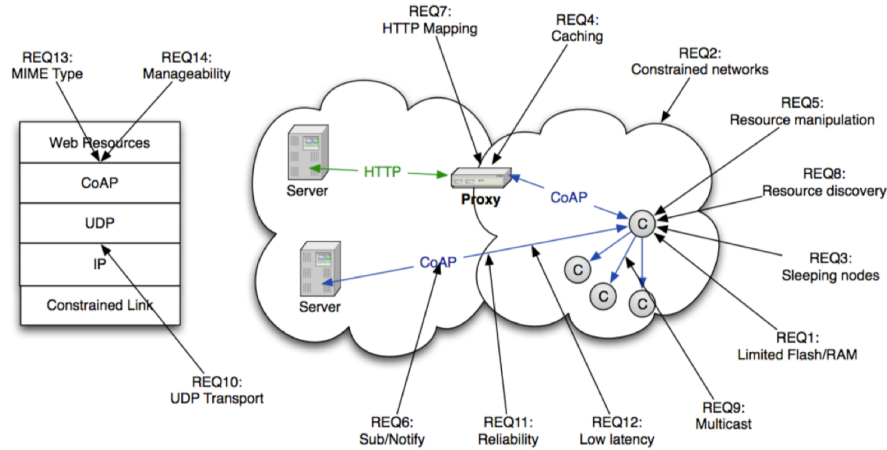 REQ7:
HTTP Mapping
REQ4:
Caching
REQ13:
MIME Type
REQ14:
Manageability
REQ2:
Constrained networks
REQ5:
Resource manipulation
Web Resources
CoAP
UDP
IP
Constrained Link
Server
HTTP
Proxy
CoAP
REQ8:
Resource discovery
C
CoAP
Server
C
C
C
REQ3:
Sleeping nodes
REQ1:
Limited Flash/RAM
REQ10:
UDP Transport
REQ6:
Sub/Notify
REQ11:
Reliability
REQ12:
Low latency
REQ9:
Multicast